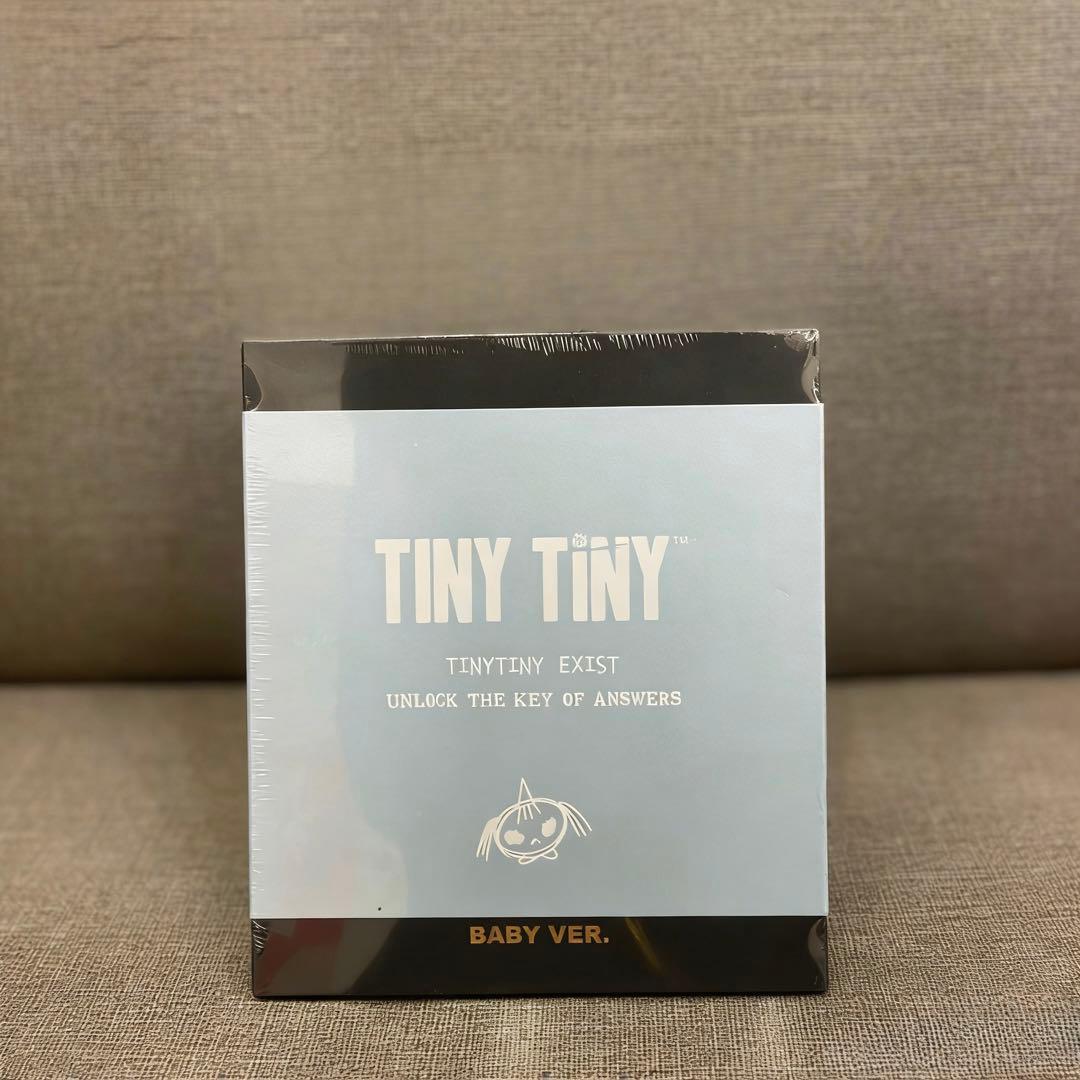 TINY TiNY™
TINYTINY EXIST
UNLOCK THE KEY OF ANSWERS
BABY VER.